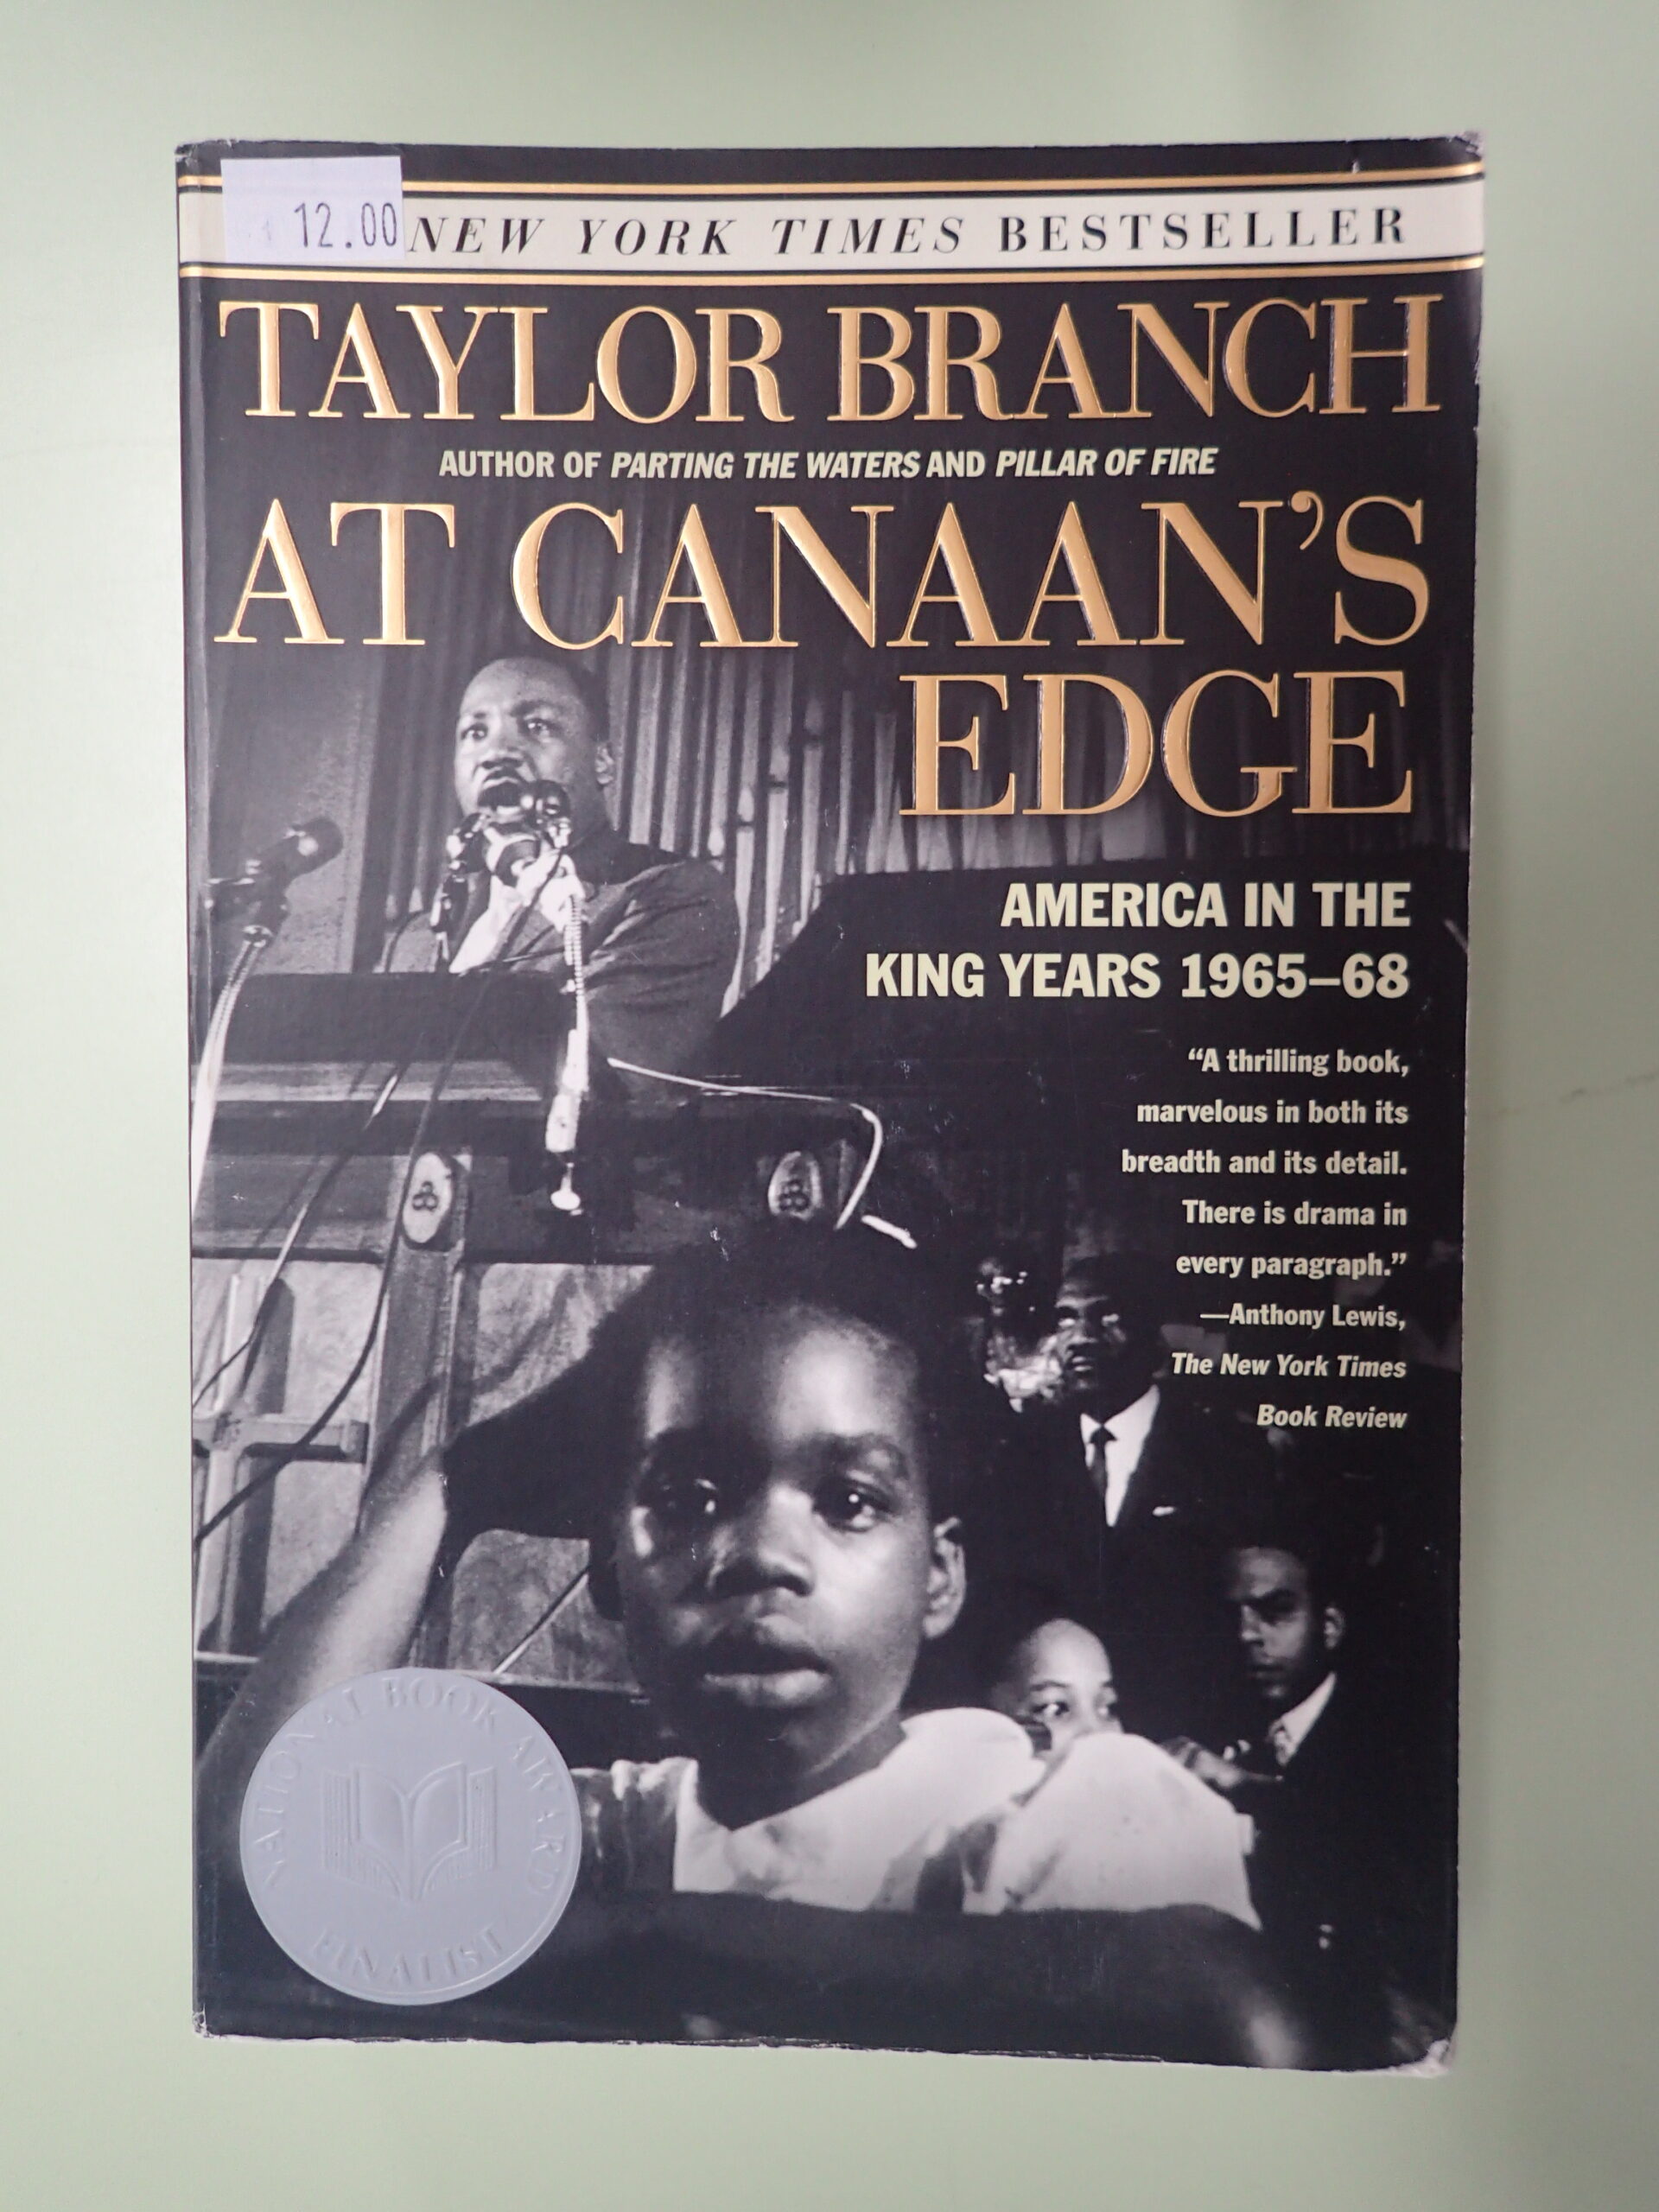 12.00
NEW YORK TIMES BESTSELLER
TAYLOR BRANCH
AUTHOR OF PARTING THE WATERS AND PILLAR OF FIRE
AT CANAAN’S
EDGE
AMERICA IN THE
KING YEARS 1965–68
“A thrilling book,
marvelous in both its
breadth and its detail.
There is drama in
every paragraph.”
—Anthony Lewis,
The New York Times
Book Review
NATIONAL BOOK AWARD
FINALIST